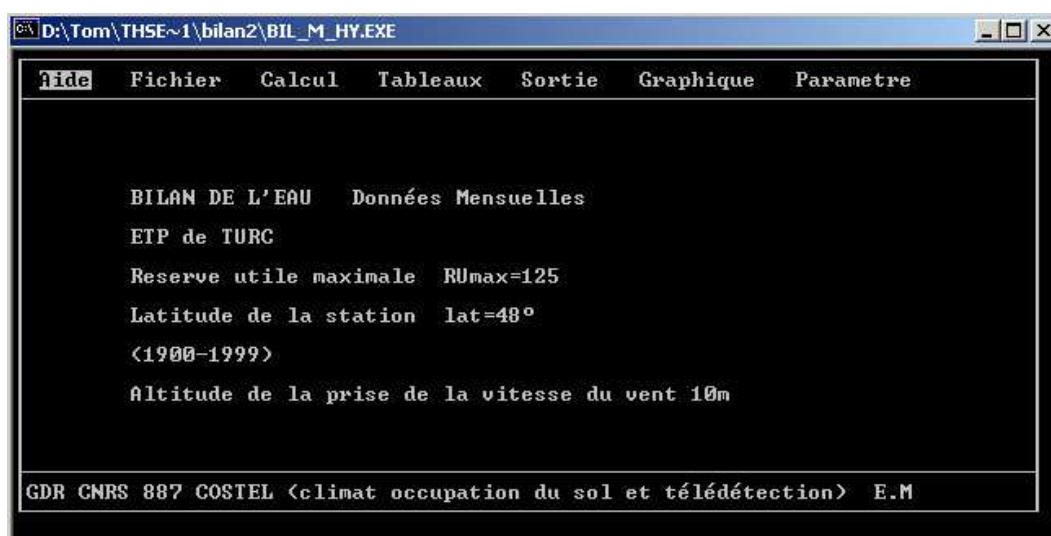 D:\Tom\THSE~1\bilan2\BIL_M_HY.EXE
Aide Fichier Calcul Tableaux Sortie Graphique Parametre
BILAN DE L'EAU Données Mensuelles
ETP de TURC
Reserve utile maximale RUmax=125
Latitude de la station lat=48º
(1900-1999)
Altitude de la prise de la vitesse du vent 10m
GDR CNRS 887 COSTEL (climat occupation du sol et télédétection) E.M